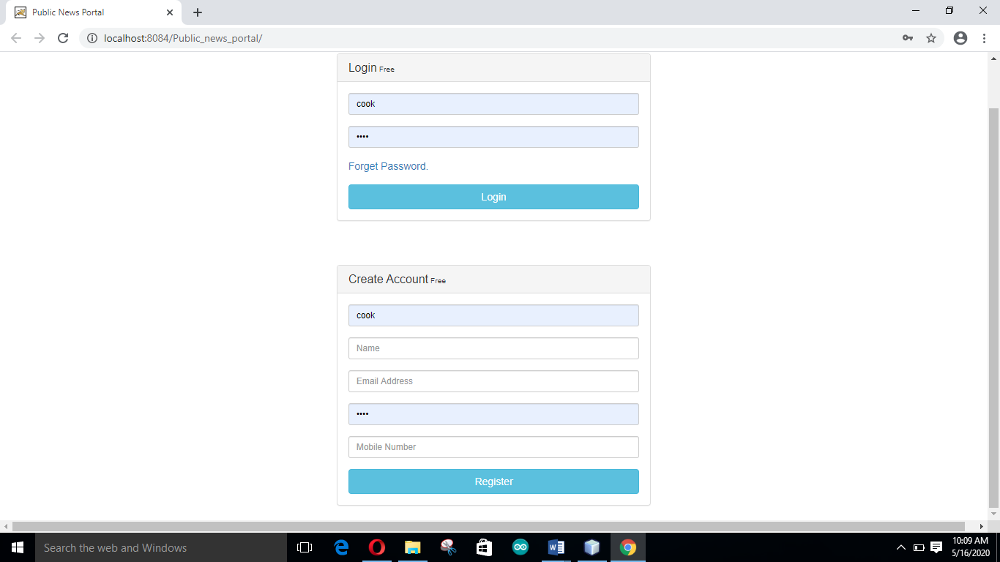 Public News Portal
localhost:8084/Public_news_portal/
Login Free
cook
••••
Forget Password.
Login
Create Account Free
cook
Name
Email Address
••••
Mobile Number
Register
Search the web and Windows
10:09 AM
5/16/2020